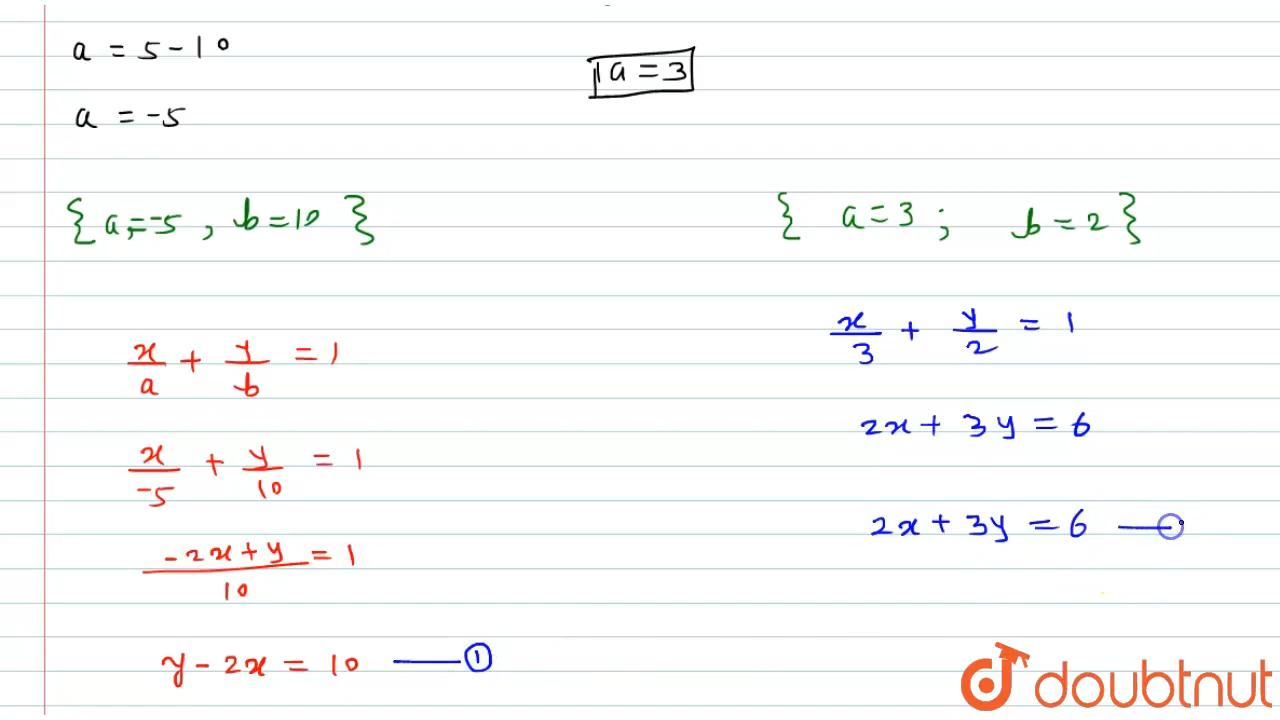 a = 5 - 10
a = -5
{ a = -5 , b = 10 }
x/a + y/b = 1
x/-5 + y/10 = 1
-2x + y/10 = 1
y - 2x = 10 —— ①
a = 3
{ a = 3 ; b = 2 }
x/3 + y/2 = 1
2x + 3y = 6
2x + 3y = 6 ——
doubtnut